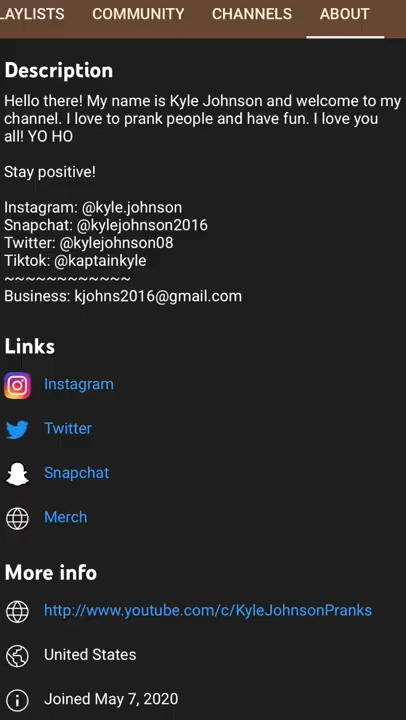 LAYLISTS COMMUNITY CHANNELS ABOUT
Description
Hello there! My name is Kyle Johnson and welcome to my
channel. I love to prank people and have fun. I love you
all! YO HO
Stay positive!
Instagram: @kyle.johnson
Snapchat: @kylejohnson2016
Twitter: @kylejohnson08
Tiktok: @kaptainkyle
~~~~~~~~~~~~
Business: kjohns2016@gmail.com
Links
Instagram
Twitter
Snapchat
Merch
More info
http://www.youtube.com/c/KyleJohnsonPranks
United States
Joined May 7, 2020